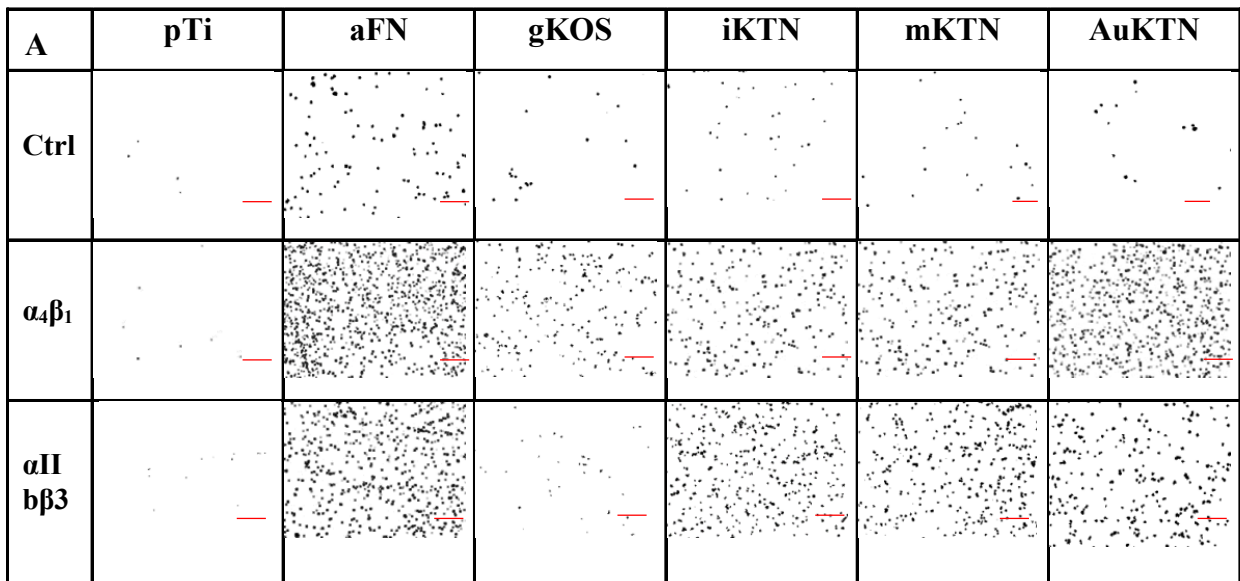 A pTi aFN gKOS iKTN mKTN AuKTN
Ctrl
α₄β₁
αII
bβ3